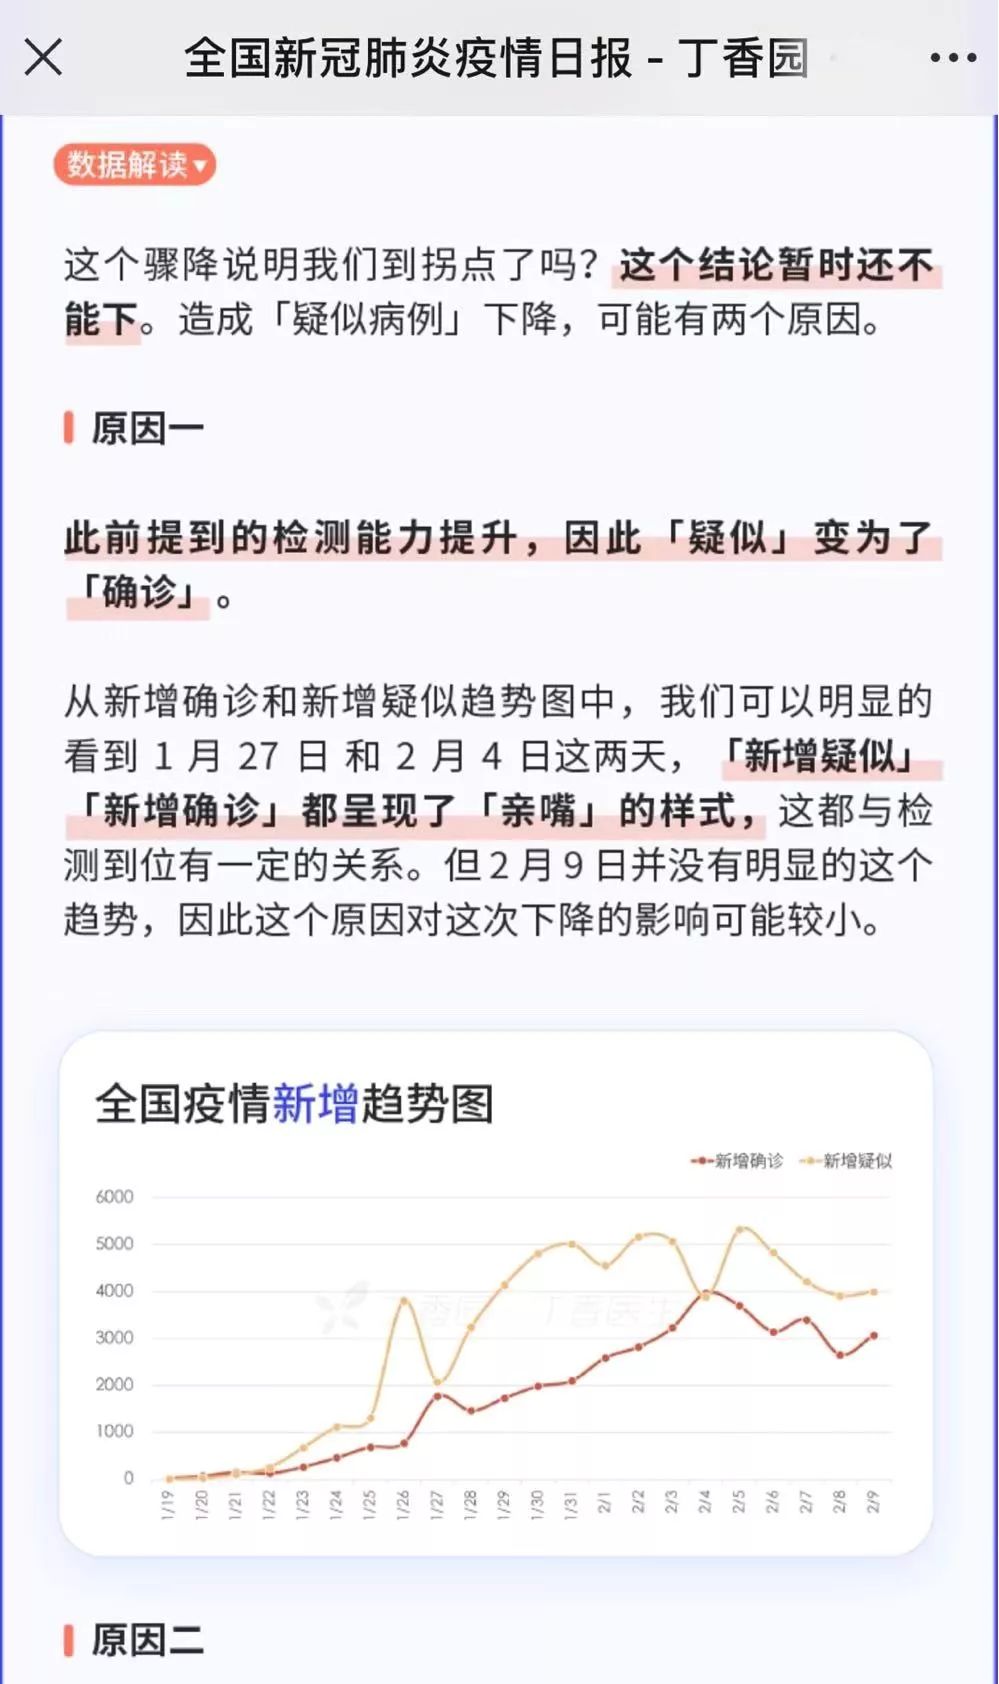 全国新冠肺炎疫情日报 - 丁香园
数据解读
这个骤降说明我们到拐点了吗？这个结论暂时还不
能下。造成「疑似病例」下降，可能有两个原因。
原因一
此前提到的检测能力提升，因此「疑似」变为了
「确诊」。
从新增确诊和新增疑似趋势图中，我们可以明显的
看到 1 月 27 日 和 2 月 4 日这两天，「新增疑似」
「新增确诊」都呈现了「亲嘴」的样式，这都与检
测到位有一定的关系。但 2 月 9 日并没有明显的这个
趋势，因此这个原因对这次下降的影响可能较小。
全国疫情新增趋势图
新增确诊 新增疑似
6000
5000
4000
3000
2000
1000
0
1/19 1/20 1/21 1/22 1/23 1/24 1/25 1/26 1/27 1/28 1/29 1/30 1/31 2/1 2/2 2/3 2/4 2/5 2/6 2/7 2/8 2/9
丁香园 丁香医生
原因二